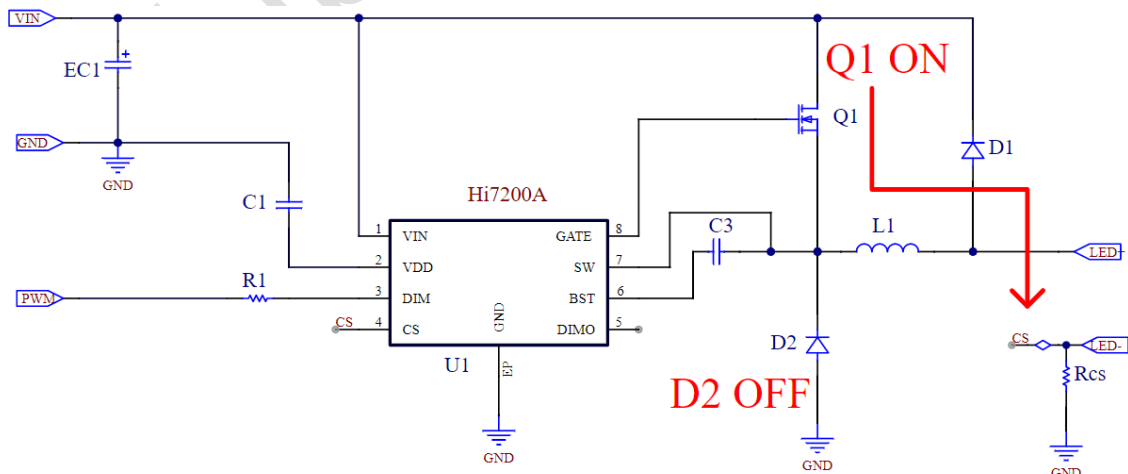 VIN
EC1
+
Q1 ON
Q1
D1
GND
GND
C1
Hi7200A
1 VIN GATE 8
2 VDD SW 7
3 DIM BST 6
4 CS DIMO 5
GND
EP
U1
C3
L1
LED+
PWM
R1
CS
D2
D2 OFF
CS
LED-
Rcs
GND
GND
GND